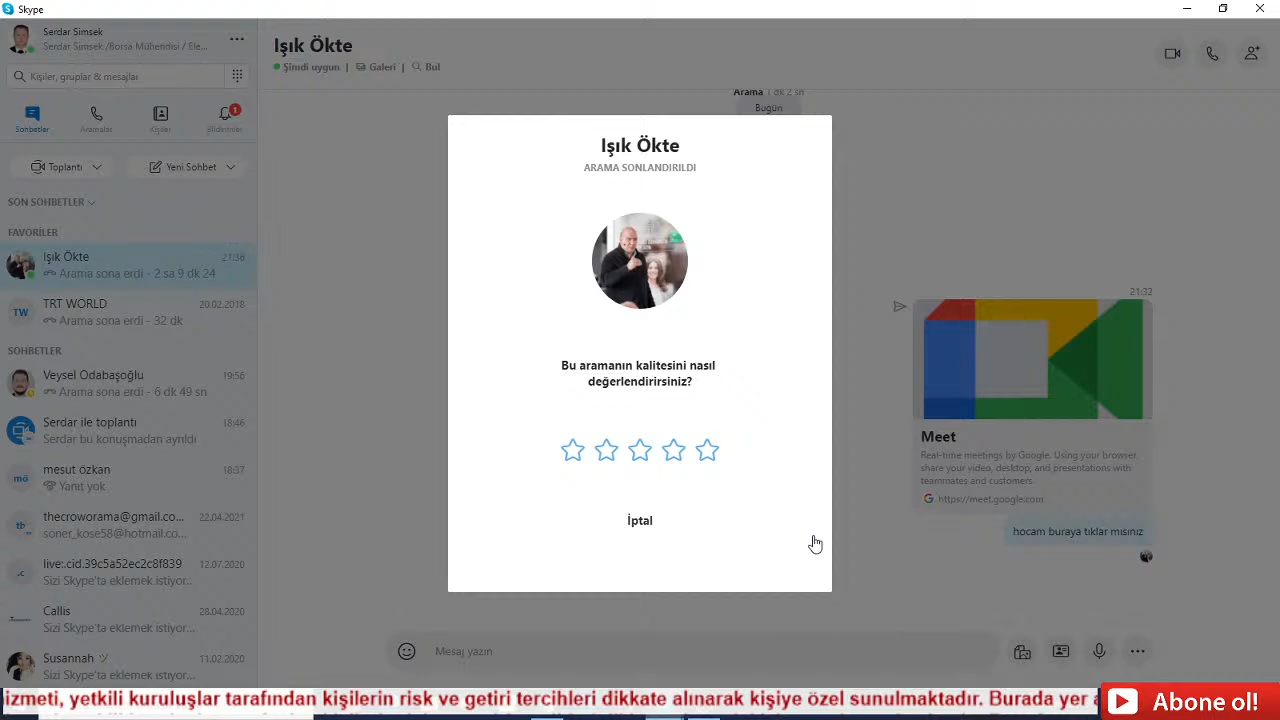 Skype
Serdar Simsek
Serdar Simsek /Borsa Mühendisi / Ele...
Kişiler, gruplar & mesajlar
Sohbetler
Aramalar
Kişiler
Bildirimler
1
Toplantı
Yeni Sohbet
SON SOHBETLER
FAVORİLER
Işık Ökte
21:38
Arama sona erdi - 2 sa 9 dk 24
TW
TRT WORLD
20.02.2018
Arama sona erdi - 32 dk
SOHBETLER
Veysel Odabaşoğlu
19:56
Arama sona erdi - 6 dk 49 sn
Serdar ile toplantı
18:46
Serdar bu konuşmadan ayrıldı
mö
mesut özkan
18:37
Yanıt yok
tb
thecroworama@gmail.co...
22.04.2021
soner_kose58@hotmail.co...
.c
live:.cid.39c5a52ec2c8f839
12.07.2020
Sizi Skype'ta eklemek istiyor...
Callis
28.04.2020
Sizi Skype'ta eklemek istiyor...
Susannah
11.02.2020
Sizi Skype'ta eklemek istiyor...
Işık Ökte
Şimdi uygun | Galeri | Bul
Arama 1 dk 2 sn
Bugün
Işık Ökte
ARAMA SONLANDIRILDI
Bu aramanın kalitesini nasıl
değerlendirirsiniz?
İptal
21:32
Meet
Real-time meetings by Google. Using your browser,
share your video, desktop, and presentations with
teammates and customers.
https://meet.google.com
hocam buraya tıklar mısınız
Mesaj yazın
izmeti, yetkili kuruluşlar tarafından kişilerin risk ve getiri tercihleri dikkate alınarak kişiye özel sunulmaktadır. Burada yer a
Abone ol!